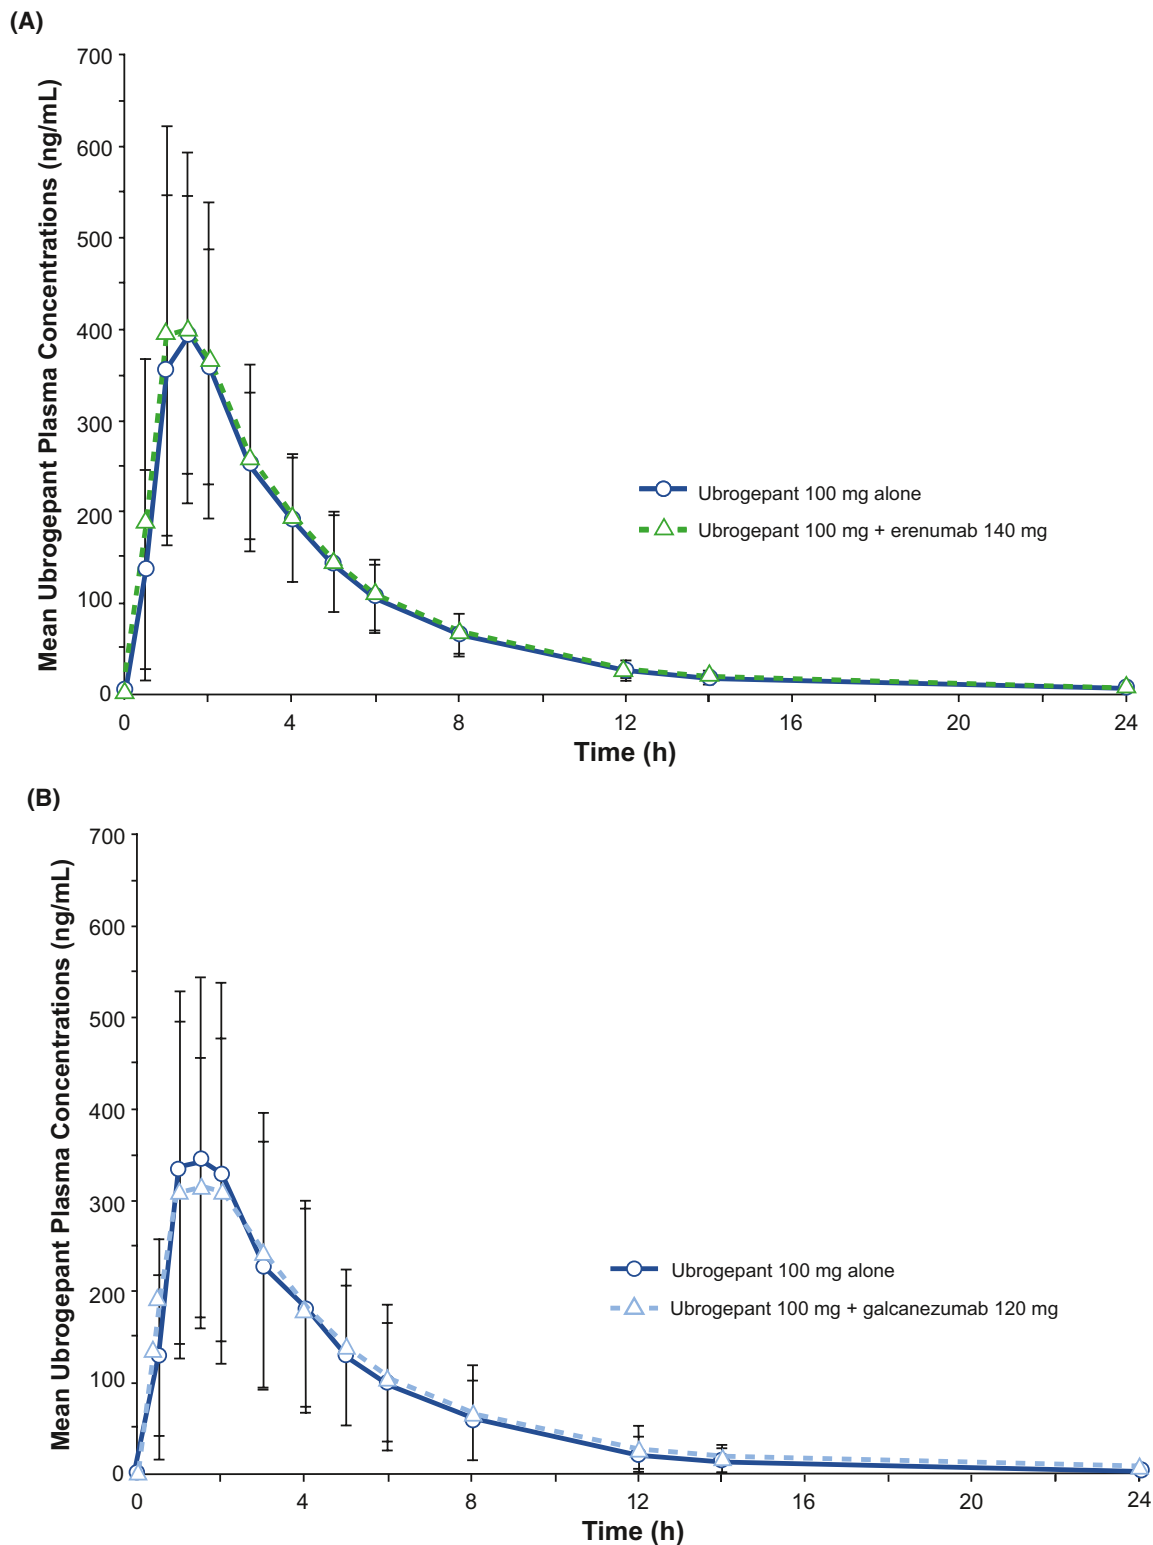 (A)
Mean Ubrogepant Plasma Concentrations (ng/mL)
700
600
500
400
300
200
100
0
Ubrogepant 100 mg alone
Ubrogepant 100 mg + erenumab 140 mg
0 4 8 12 16 20 24
Time (h)
(B)
Mean Ubrogepant Plasma Concentrations (ng/mL)
700
600
500
400
300
200
100
0
Ubrogepant 100 mg alone
Ubrogepant 100 mg + galcanezumab 120 mg
0 4 8 12 16 20 24
Time (h)